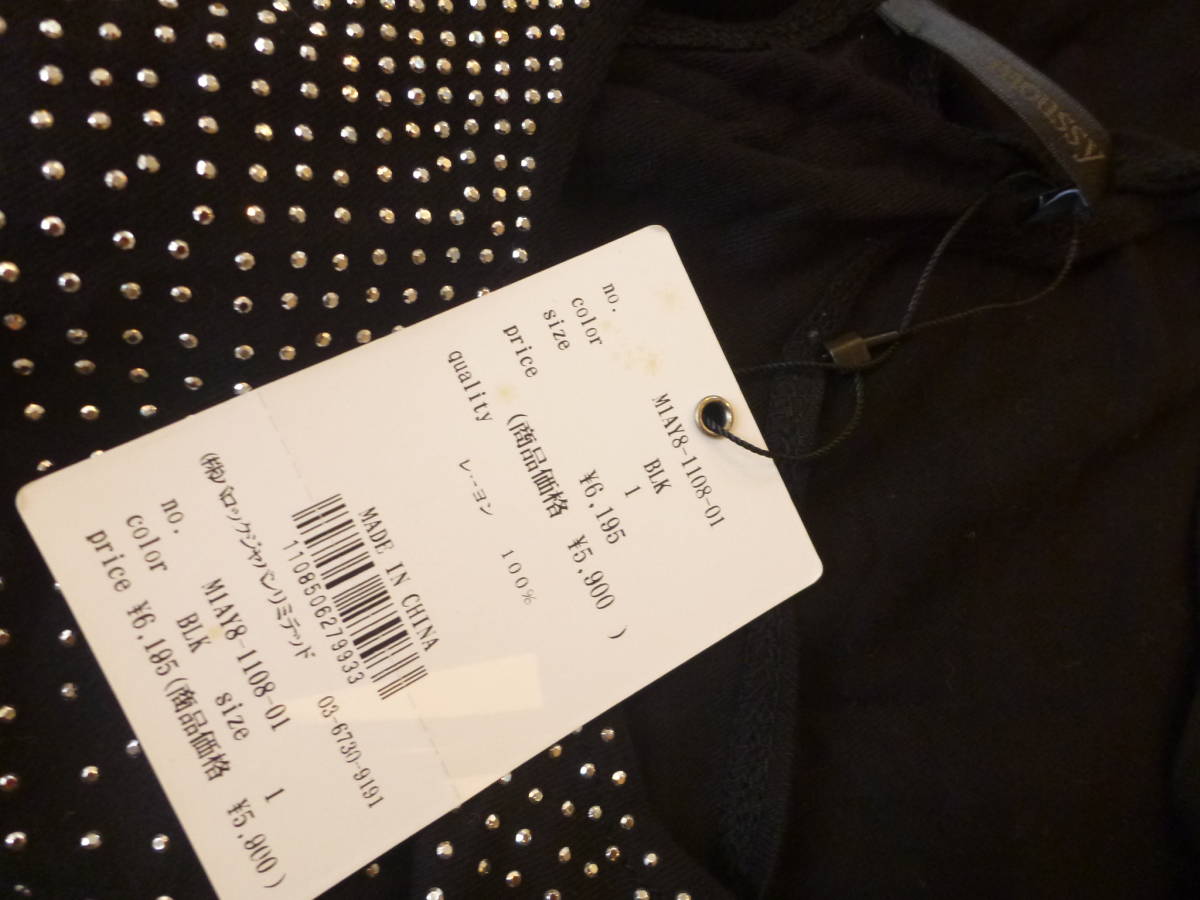 moussy
no. M1AY8-1108-01
color BLK
size 1
price ¥6,195
(商品価格 ¥5,900 )
quality
レーヨン 100%
MADE IN CHINA
1108506279933
㈱バロックジャパンリミテッド 03-6730-9191
no. M1AY8-1108-01
color BLK size 1
price ¥6,195(商品価格 ¥5,900)